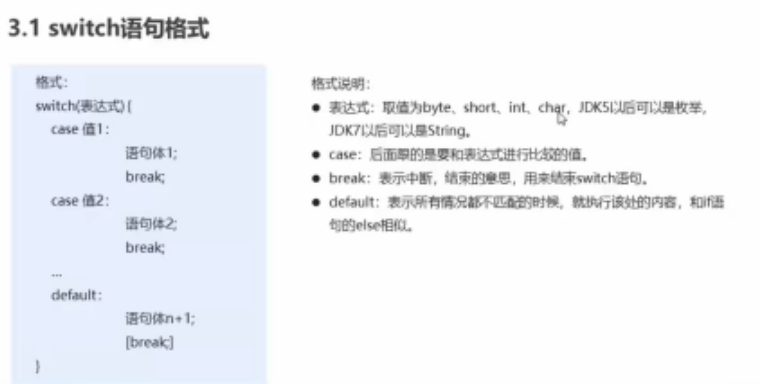 3.1 switch语句格式
格式：
switch(表达式) {
case 值1：
语句体1;
break;
case 值2：
语句体2;
break;
...
default：
语句体n+1;
[break;]
}
格式说明：
● 表达式：取值为byte、short、int、char，JDK5以后可以是枚举，
JDK7以后可以是String。
● case：后面跟的是要和表达式进行比较的值。
● break：表示中断，结束的意思，用来结束switch语句。
● default：表示所有情况都不匹配的时候，就执行该处的内容，和if语
句的else相似。